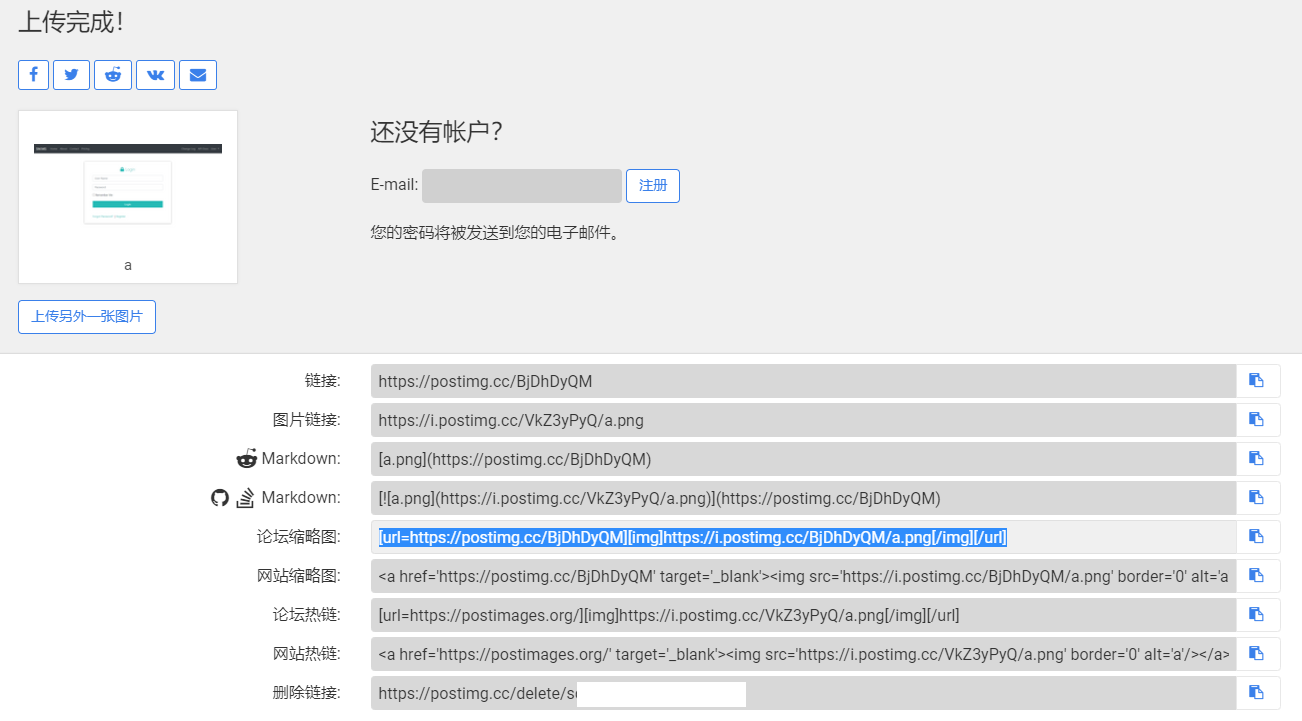 上传完成！
还没有帐户？
E-mail:
注册
您的密码将被发送到您的电子邮件。
Login
a
上传另外一张图片
链接:
https://postimg.cc/BjDhDyQM
图片链接:
https://i.postimg.cc/VkZ3yPyQ/a.png
Markdown:
[a.png](https://postimg.cc/BjDhDyQM)
Markdown:
[![a.png](https://i.postimg.cc/VkZ3yPyQ/a.png)](https://postimg.cc/BjDhDyQM)
论坛缩略图:
[url=https://postimg.cc/BjDhDyQM][img]https://i.postimg.cc/BjDhDyQM/a.png[/img][/url]
网站缩略图:
<a href='https://postimg.cc/BjDhDyQM' target='_blank'><img src='https://i.postimg.cc/BjDhDyQM/a.png' border='0' alt='a
论坛热链:
[url=https://postimages.org/][img]https://i.postimg.cc/VkZ3yPyQ/a.png[/img][/url]
网站热链:
<a href='https://postimages.org/' target='_blank'><img src='https://i.postimg.cc/VkZ3yPyQ/a.png' border='0' alt='a'/></a>
删除链接:
https://postimg.cc/delete/s